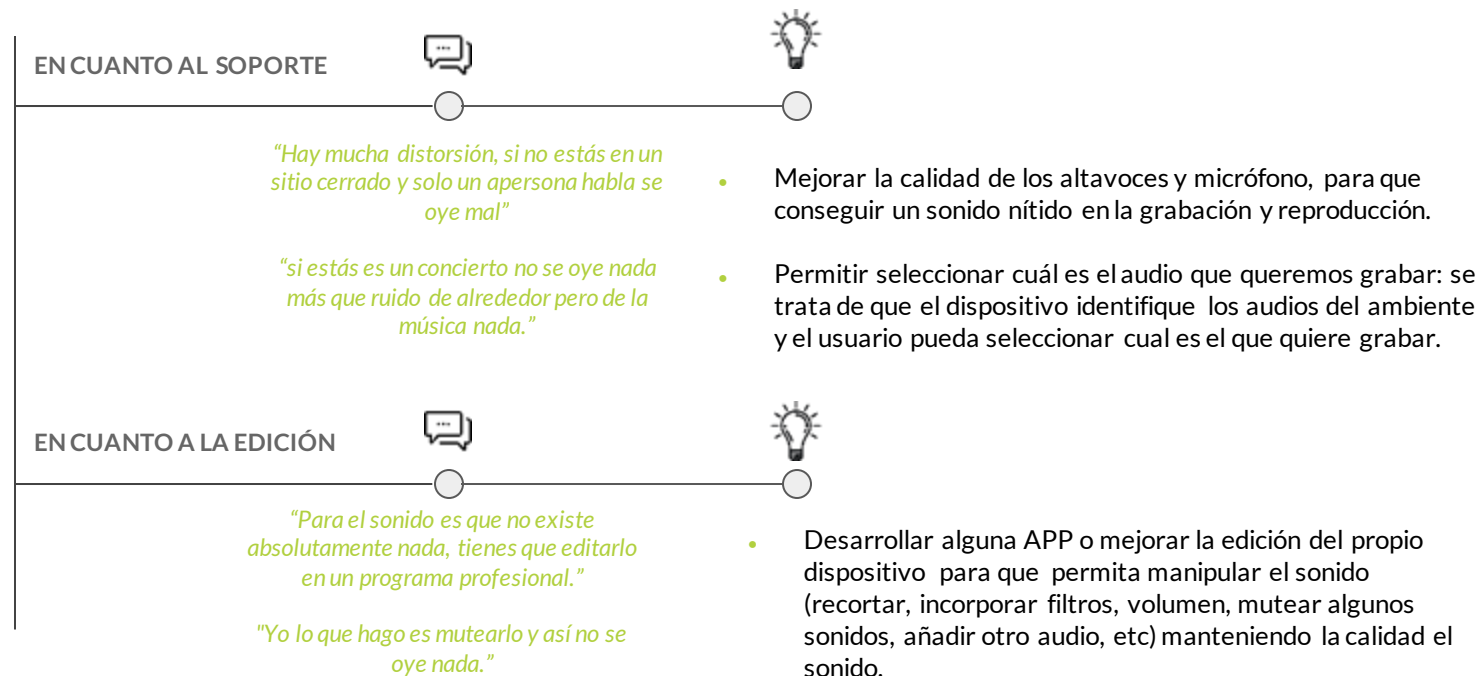 EN CUANTO AL SOPORTE
“Hay mucha distorsión, si no estás en un
sitio cerrado y solo un apersona habla se
oye mal”
“si estás es un concierto no se oye nada
más que ruido de alrededor pero de la
música nada.”
• Mejorar la calidad de los altavoces y micrófono, para que
conseguir un sonido nítido en la grabación y reproducción.
• Permitir seleccionar cuál es el audio que queremos grabar: se
trata de que el dispositivo identifique los audios del ambiente
y el usuario pueda seleccionar cual es el que quiere grabar.
EN CUANTO A LA EDICIÓN
“Para el sonido es que no existe
absolutamente nada, tienes que editarlo
en un programa profesional.”
"Yo lo que hago es mutearlo y así no se
oye nada.”
• Desarrollar alguna APP o mejorar la edición del propio
dispositivo para que permita manipular el sonido
(recortar, incorporar filtros, volumen, mutear algunos
sonidos, añadir otro audio, etc) manteniendo la calidad el
sonido.